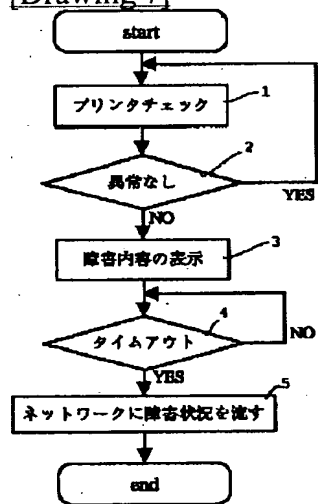 [Drawing 7]
start
プリンタチェック
1
異常なし
2
YES
NO
障害内容の表示
3
タイムアウト
4
NO
YES
ネットワークに障害状況を流す
5
end